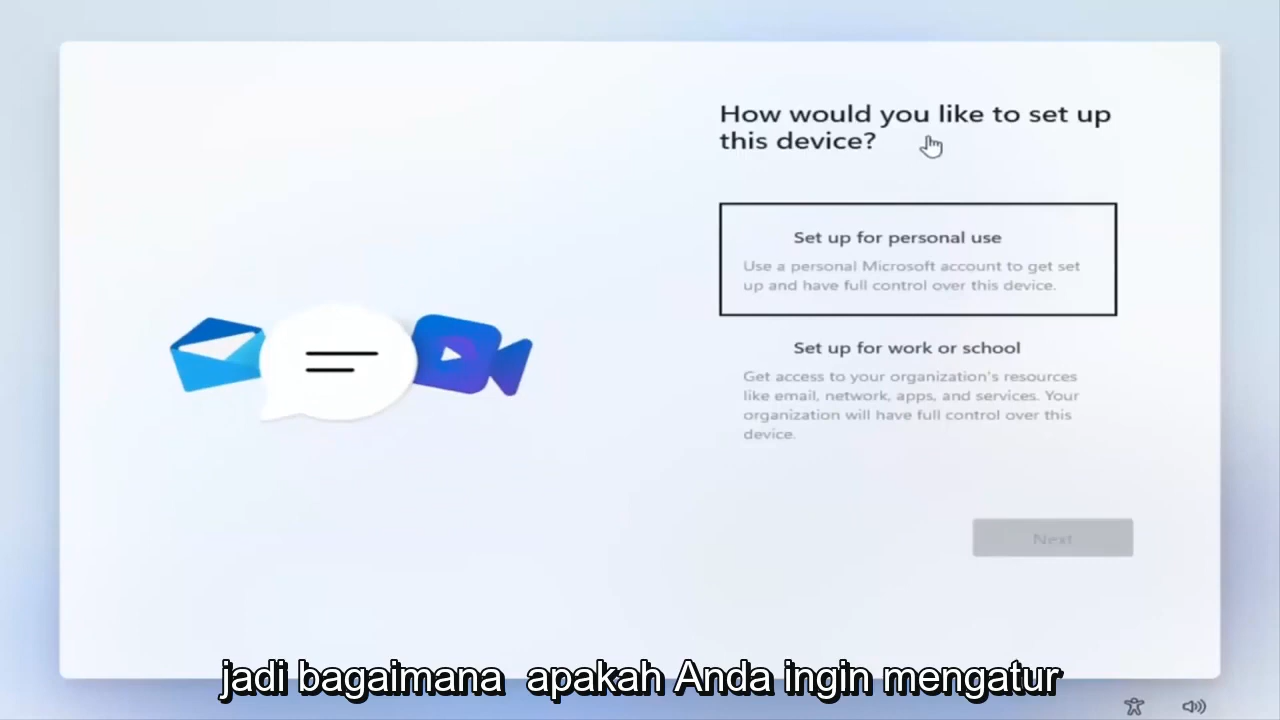 How would you like to set up
this device?
Set up for personal use
Use a personal Microsoft account to get set
up and have full control over this device.
Set up for work or school
Get access to your organization's resources
like email, network, apps, and services. Your
organization will have full control over this
device.
Next
jadi bagaimana apakah Anda ingin mengatur